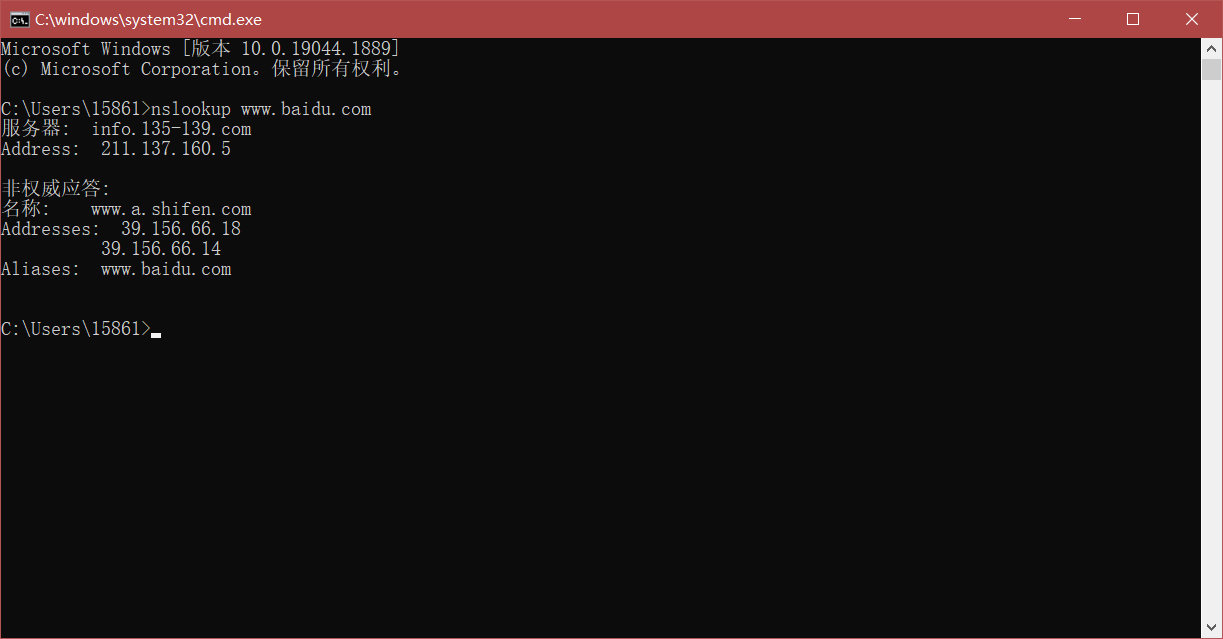 C:\windows\system32\cmd.exe
Microsoft Windows [版本 10.0.19044.1889]
(c) Microsoft Corporation。保留所有权利。
C:\Users\15861>nslookup www.baidu.com
服务器:  info.135-139.com
Address:  211.137.160.5
非权威应答:
名称:    www.a.shifen.com
Addresses:  39.156.66.18
          39.156.66.14
Aliases:  www.baidu.com
C:\Users\15861>